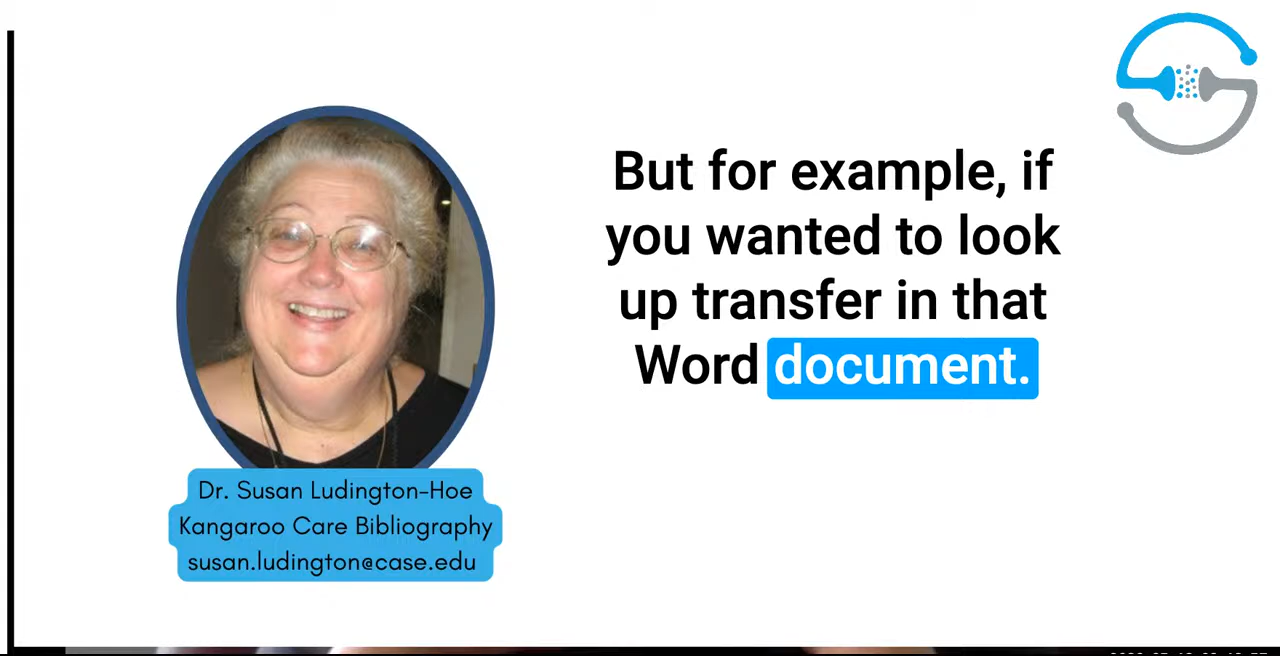 But for example, if
you wanted to look
up transfer in that
Word document.
Dr. Susan Ludington-Hoe
Kangaroo Care Bibliography
susan.ludington@case.edu